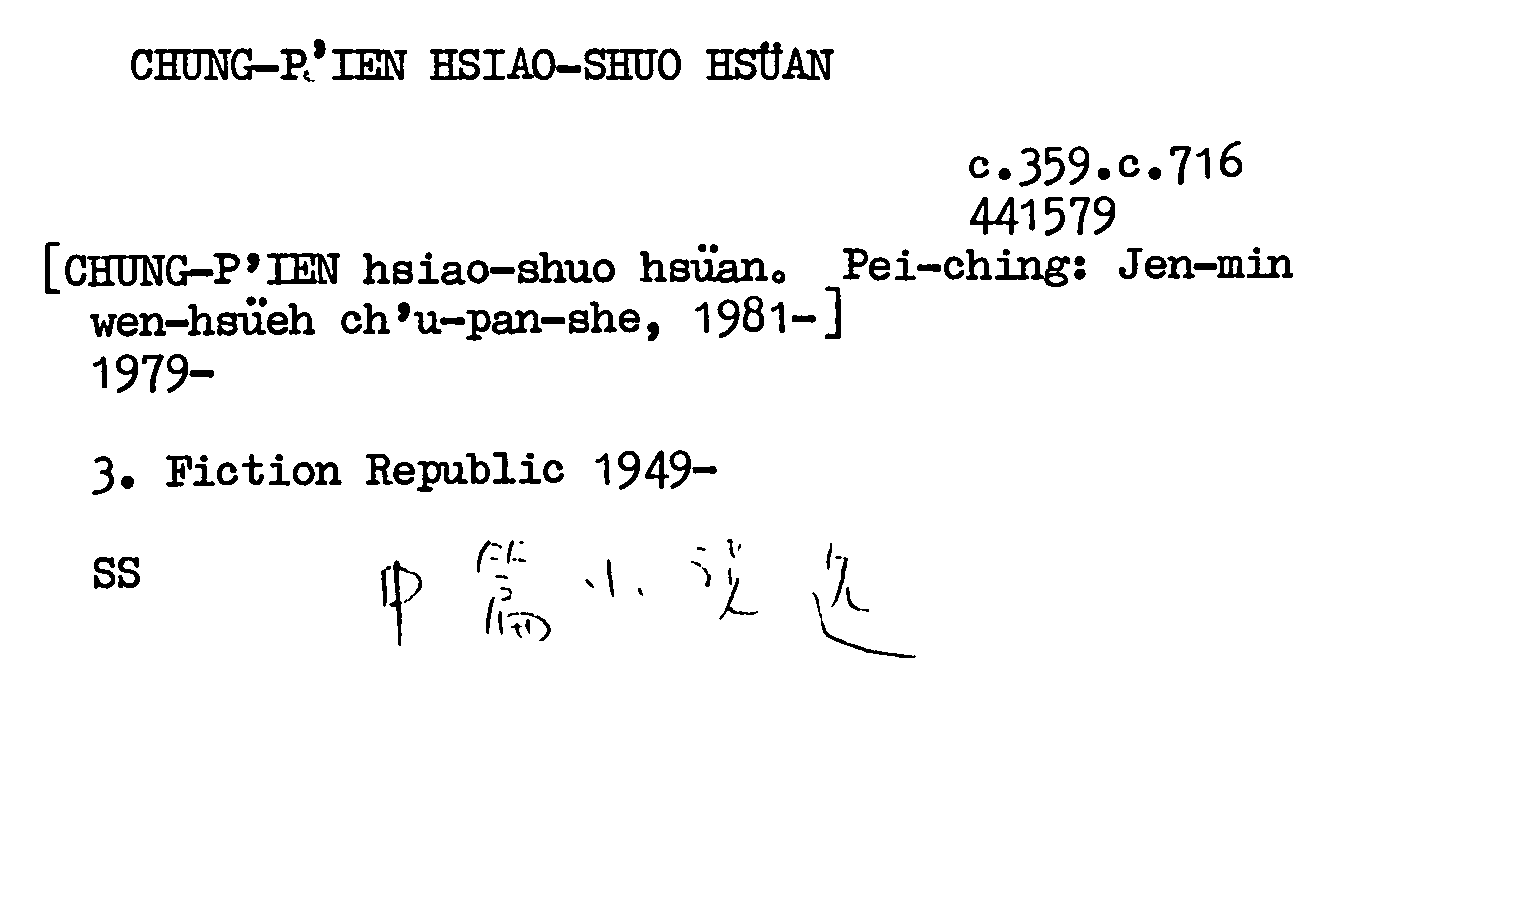 CHUNG-P'IEN HSIAO-SHUO HSÜAN
c.359.c.716
441579
[CHUNG-P'IEN hsiao-shuo hsüan. Pei-ching: Jen-min
wen-hsüeh ch'u-pan-she, 1981-]
1979-
3. Fiction Republic 1949-
SS 中篇小说选